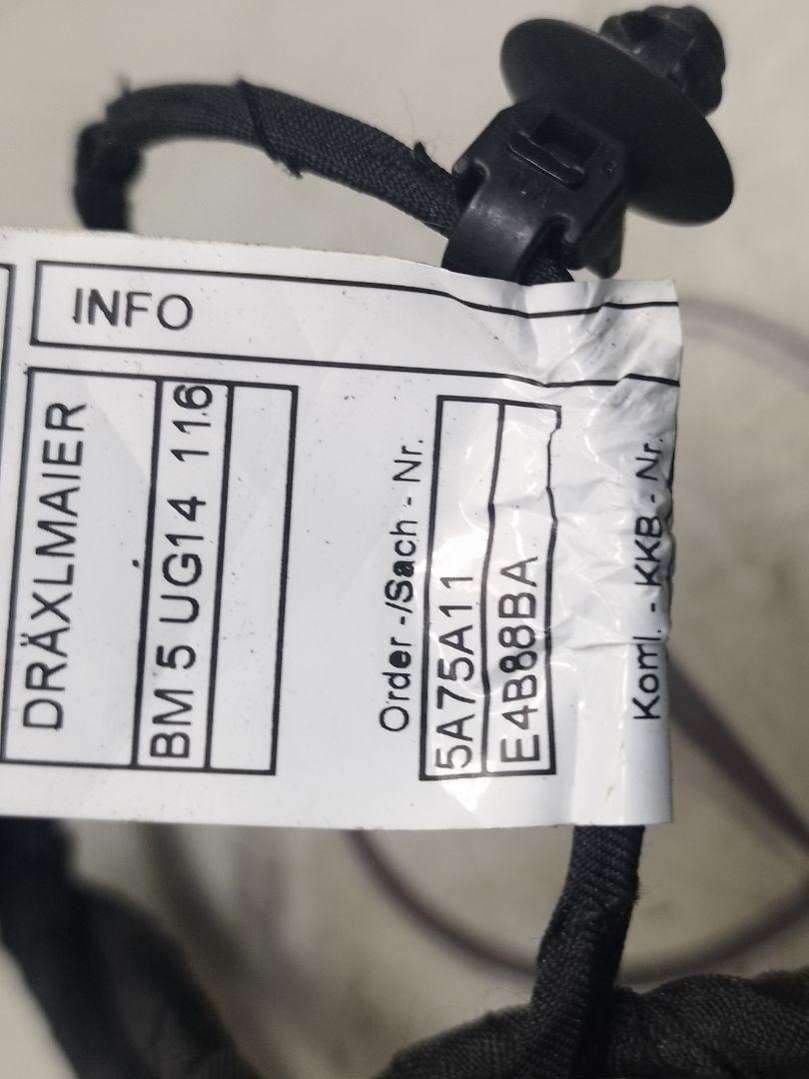 INFO
DRÄXLMAIER
BM 5 UG14 116
Order -/Sach - Nr.
5A75A11
E4B88BA
Koml. - KKB - Nr.